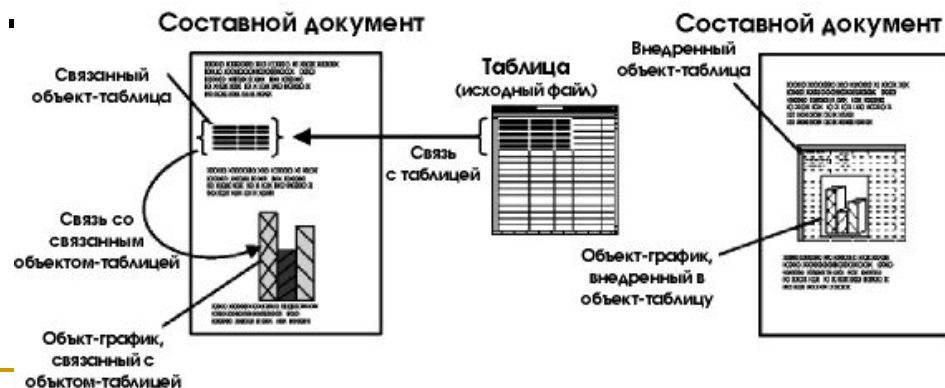 Составной документ
Связанный
объект-таблица
Таблица
(исходный файл)
Связь
с таблицей
Связь со
связанным
объектом-таблицей
Объкт-график,
связанный с
объктом-таблицей
Составной документ
Внедренный
объект-таблица
Объект-график,
внедренный в
объект-таблицу